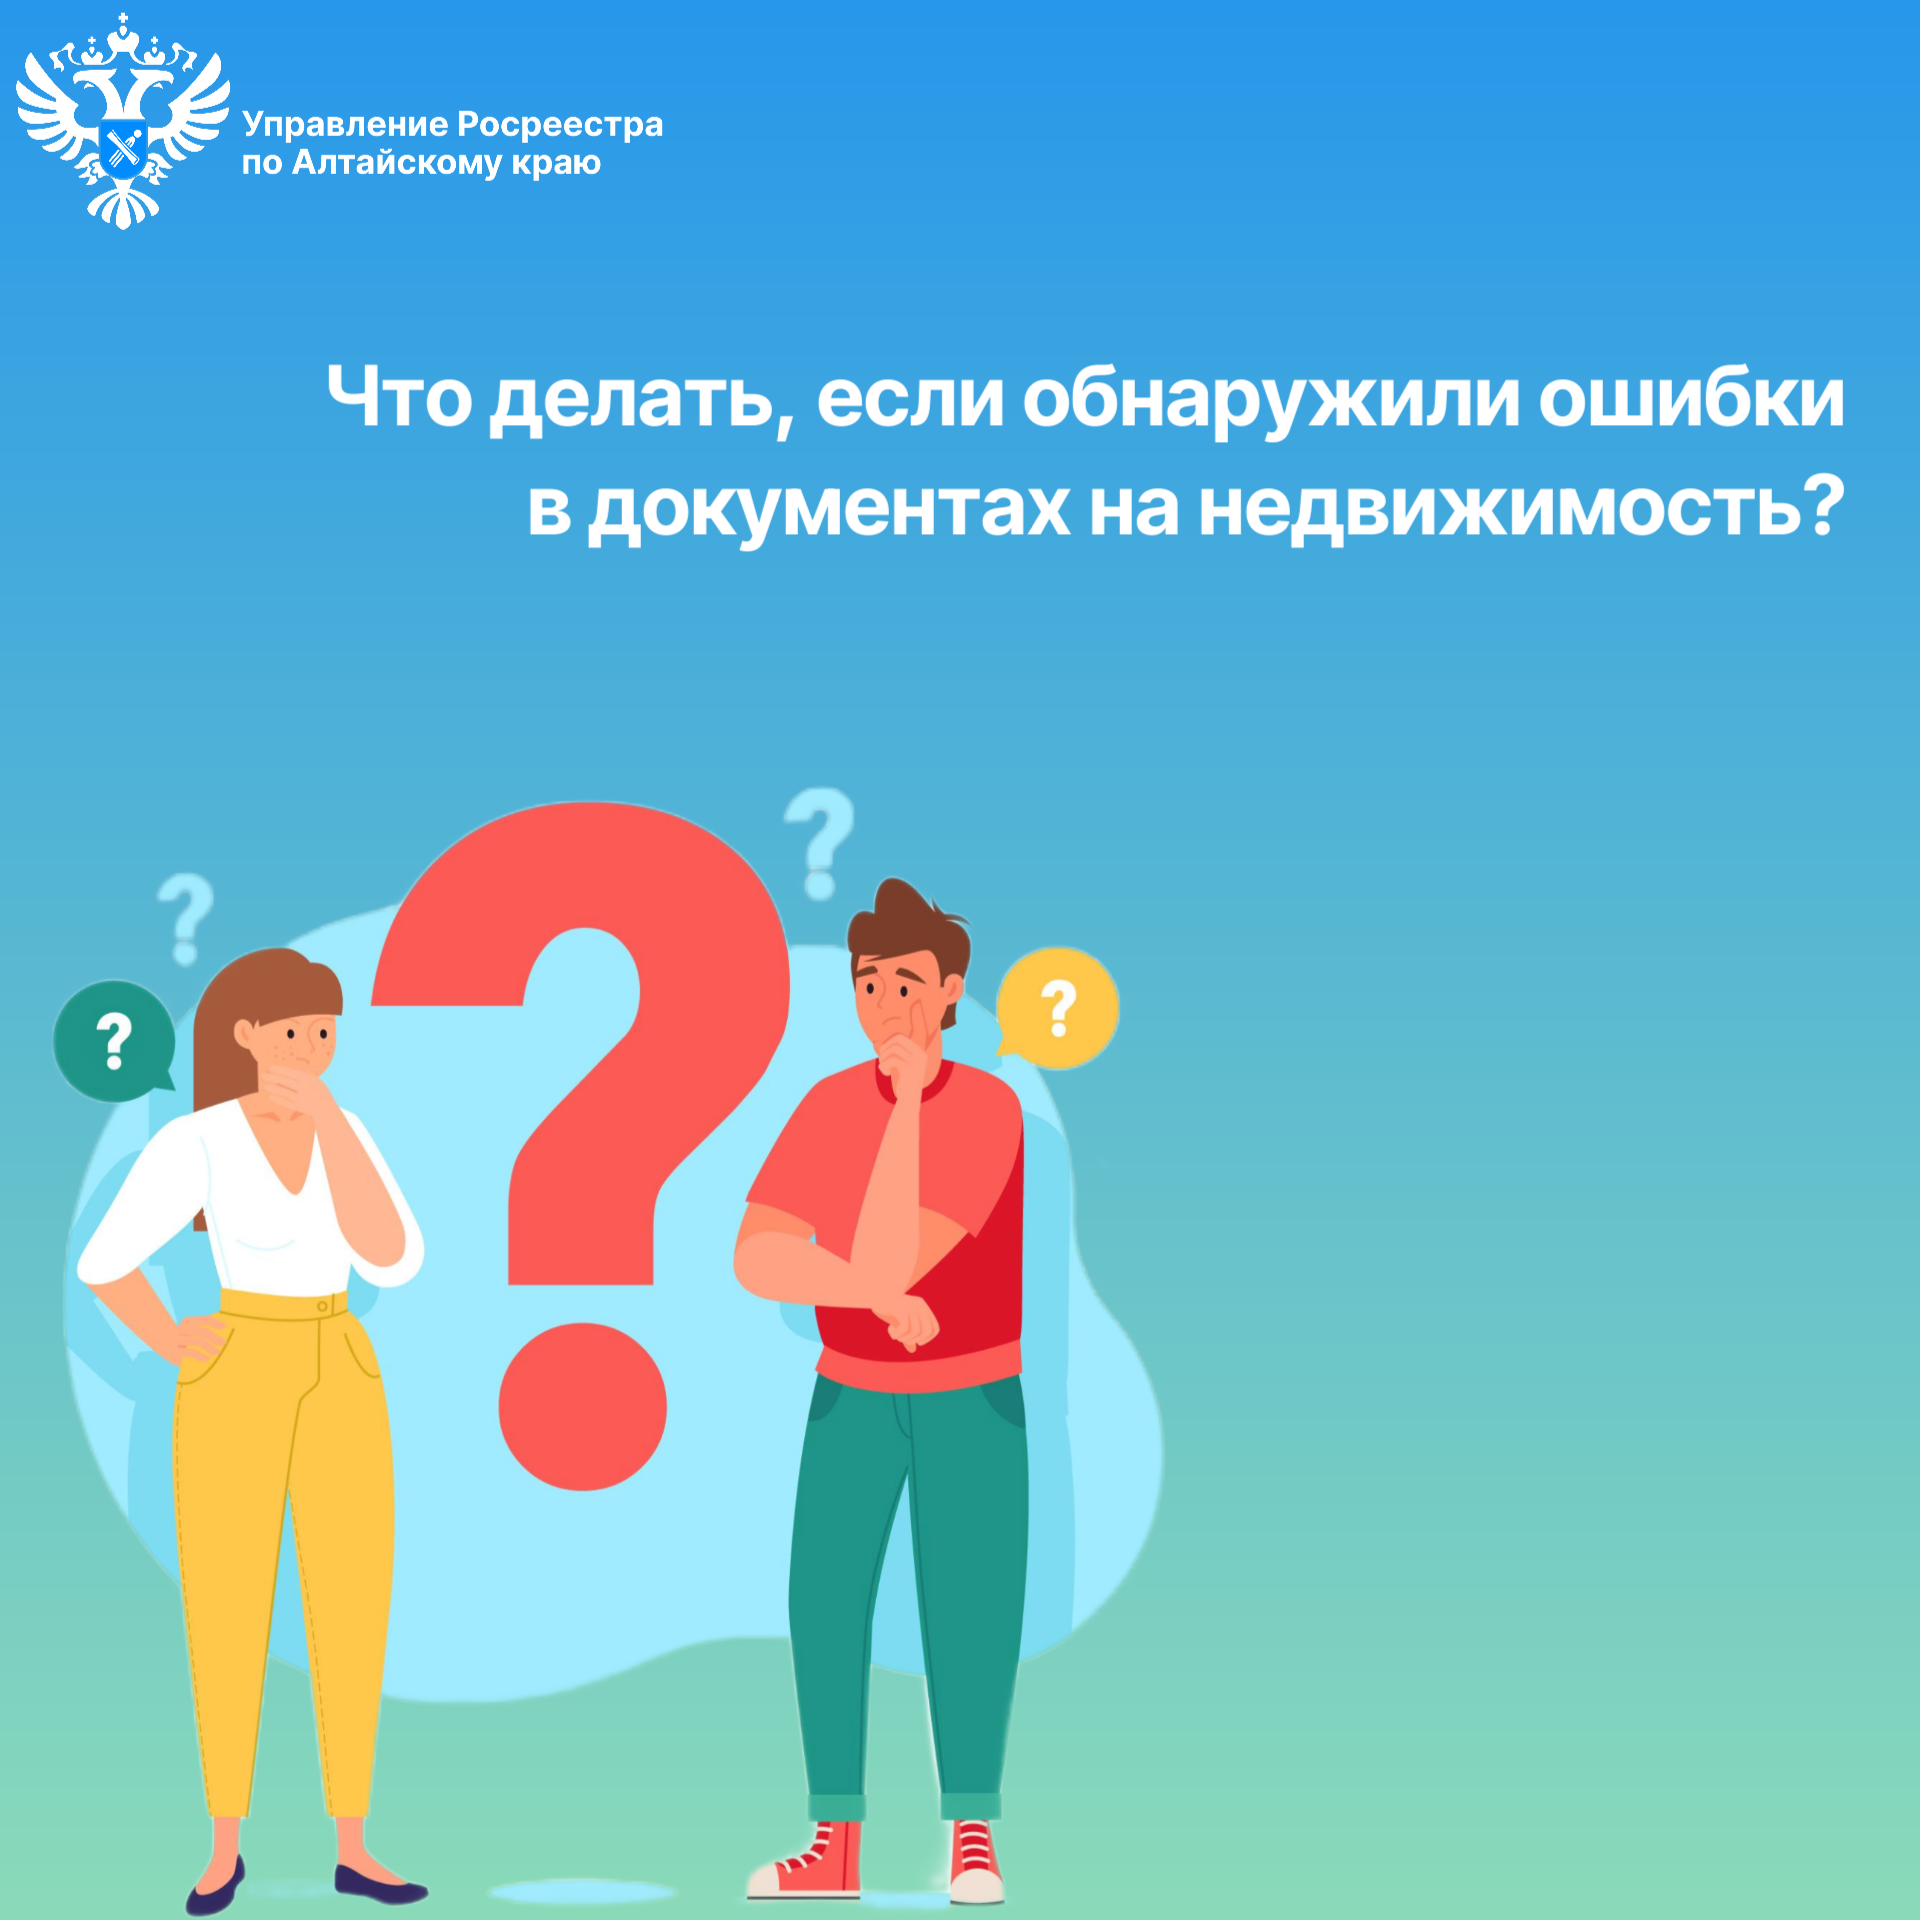 Управление Росреестра
по Алтайскому краю
Что делать, если обнаружили ошибки
в документах на недвижимость?
?
?
?
?
?